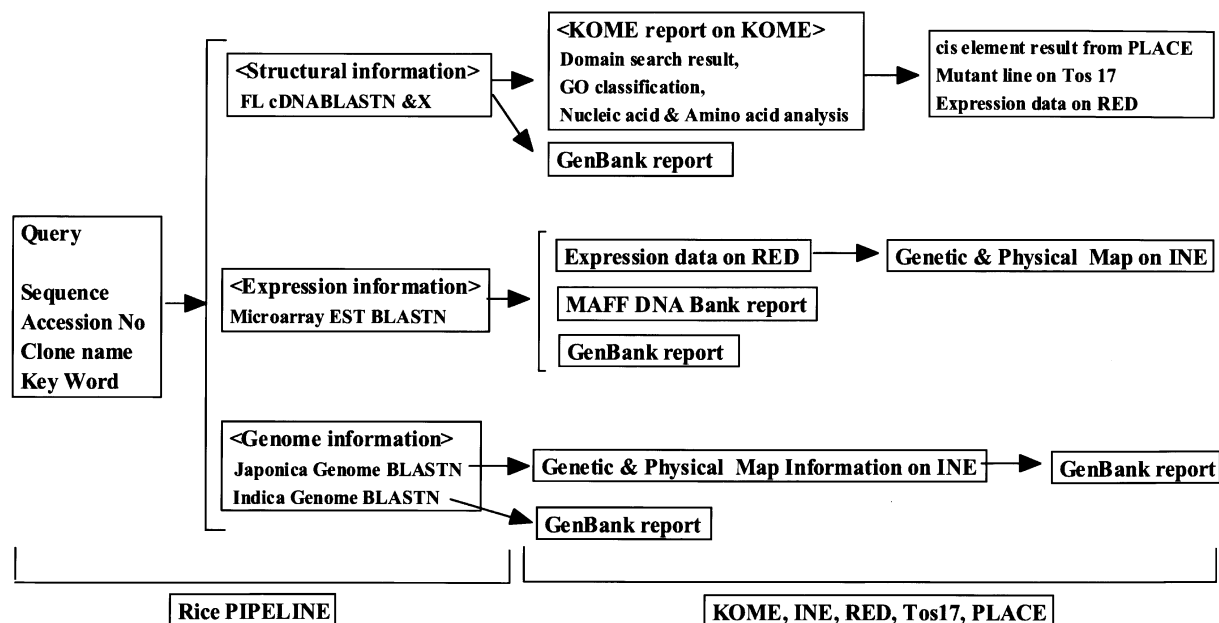 Query
Sequence
Accession No
Clone name
Key Word
<Structural information>
FL cDNABLASTN &X
<KOME report on KOME>
Domain search result,
GO classification,
Nucleic acid & Amino acid analysis
GenBank report
cis element result from PLACE
Mutant line on Tos 17
Expression data on RED
<Expression information>
Microarray EST BLASTN
Expression data on RED
MAFF DNA Bank report
GenBank report
Genetic & Physical Map on INE
<Genome information>
Japonica Genome BLASTN
Indica Genome BLASTN
Genetic & Physical Map Information on INE
GenBank report
GenBank report
Rice PIPELINE
KOME, INE, RED, Tos17, PLACE